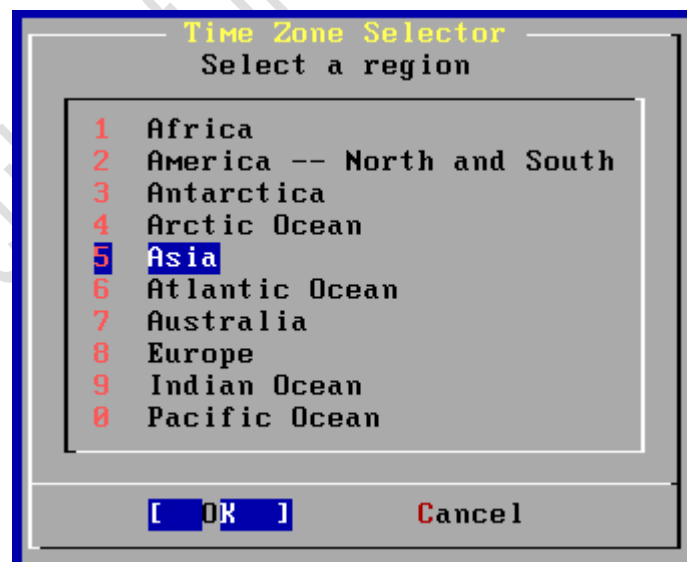 Time Zone Selector
Select a region
1 Africa
2 America -- North and South
3 Antarctica
4 Arctic Ocean
5 Asia
6 Atlantic Ocean
7 Australia
8 Europe
9 Indian Ocean
0 Pacific Ocean
[ OK ] Cancel